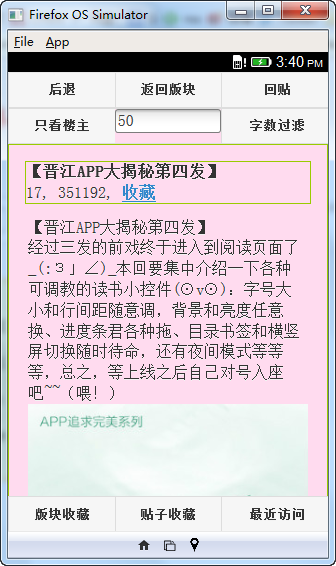 Firefox OS Simulator
File App
3:40 PM
后退 返回版块 回贴
只看楼主 50 字数过滤
【晋江APP大揭秘第四发】
17, 351192, 收藏
【晋江APP大揭秘第四发】
经过三发的前戏终于进入到阅读页面了
_(:З」∠)_本回要集中介绍一下各种
可调教的读书小控件(⊙v⊙)：字号大
小和行间距随意调，背景和亮度任意
换、进度条君各种拖、目录书签和横竖
屏切换随时待命，还有夜间模式等等
等，总之，等上线之后自己对号入座
吧~~（喂！）
APP追求完美系列
版块收藏 贴子收藏 最近访问